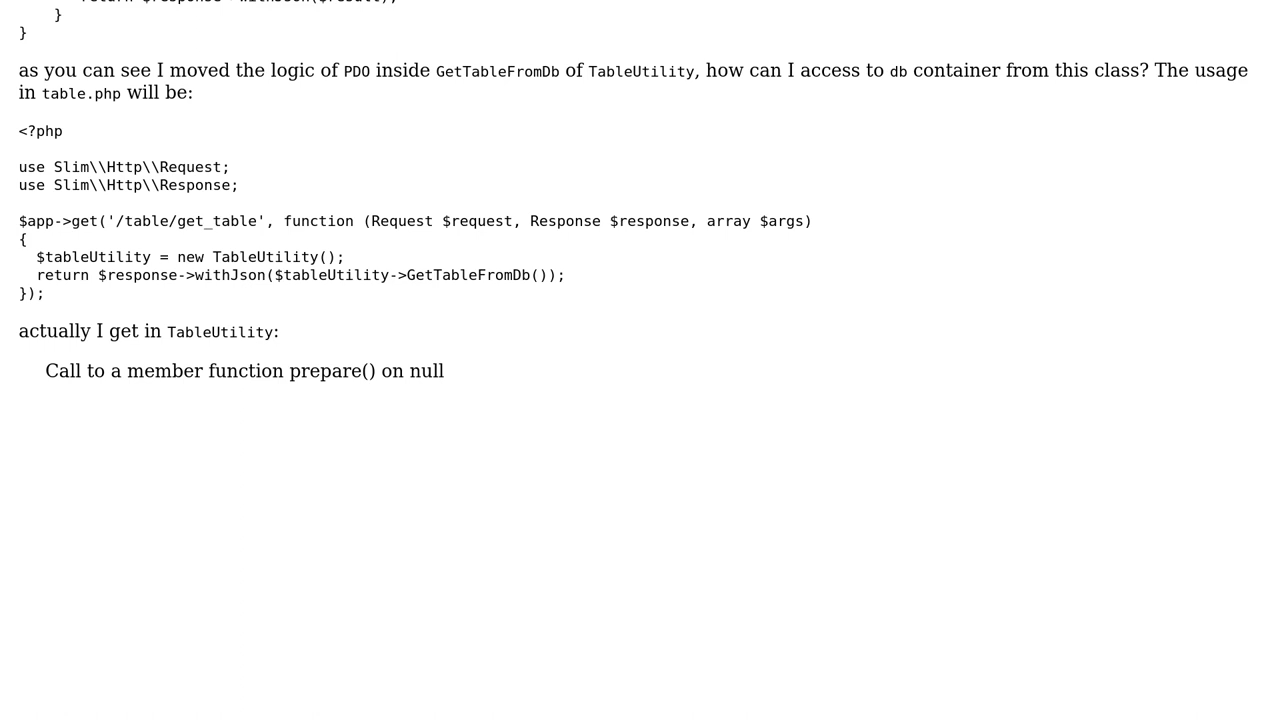 }
}
as you can see I moved the logic of PDO inside GetTableFromDb of TableUtility, how can I access to db container from this class? The usage
in table.php will be:
<?php
use Slim\\Http\\Request;
use Slim\\Http\\Response;
$app->get('/table/get_table', function (Request $request, Response $response, array $args)
{
$tableUtility = new TableUtility();
return $response->withJson($tableUtility->GetTableFromDb());
});
actually I get in TableUtility:
Call to a member function prepare() on null